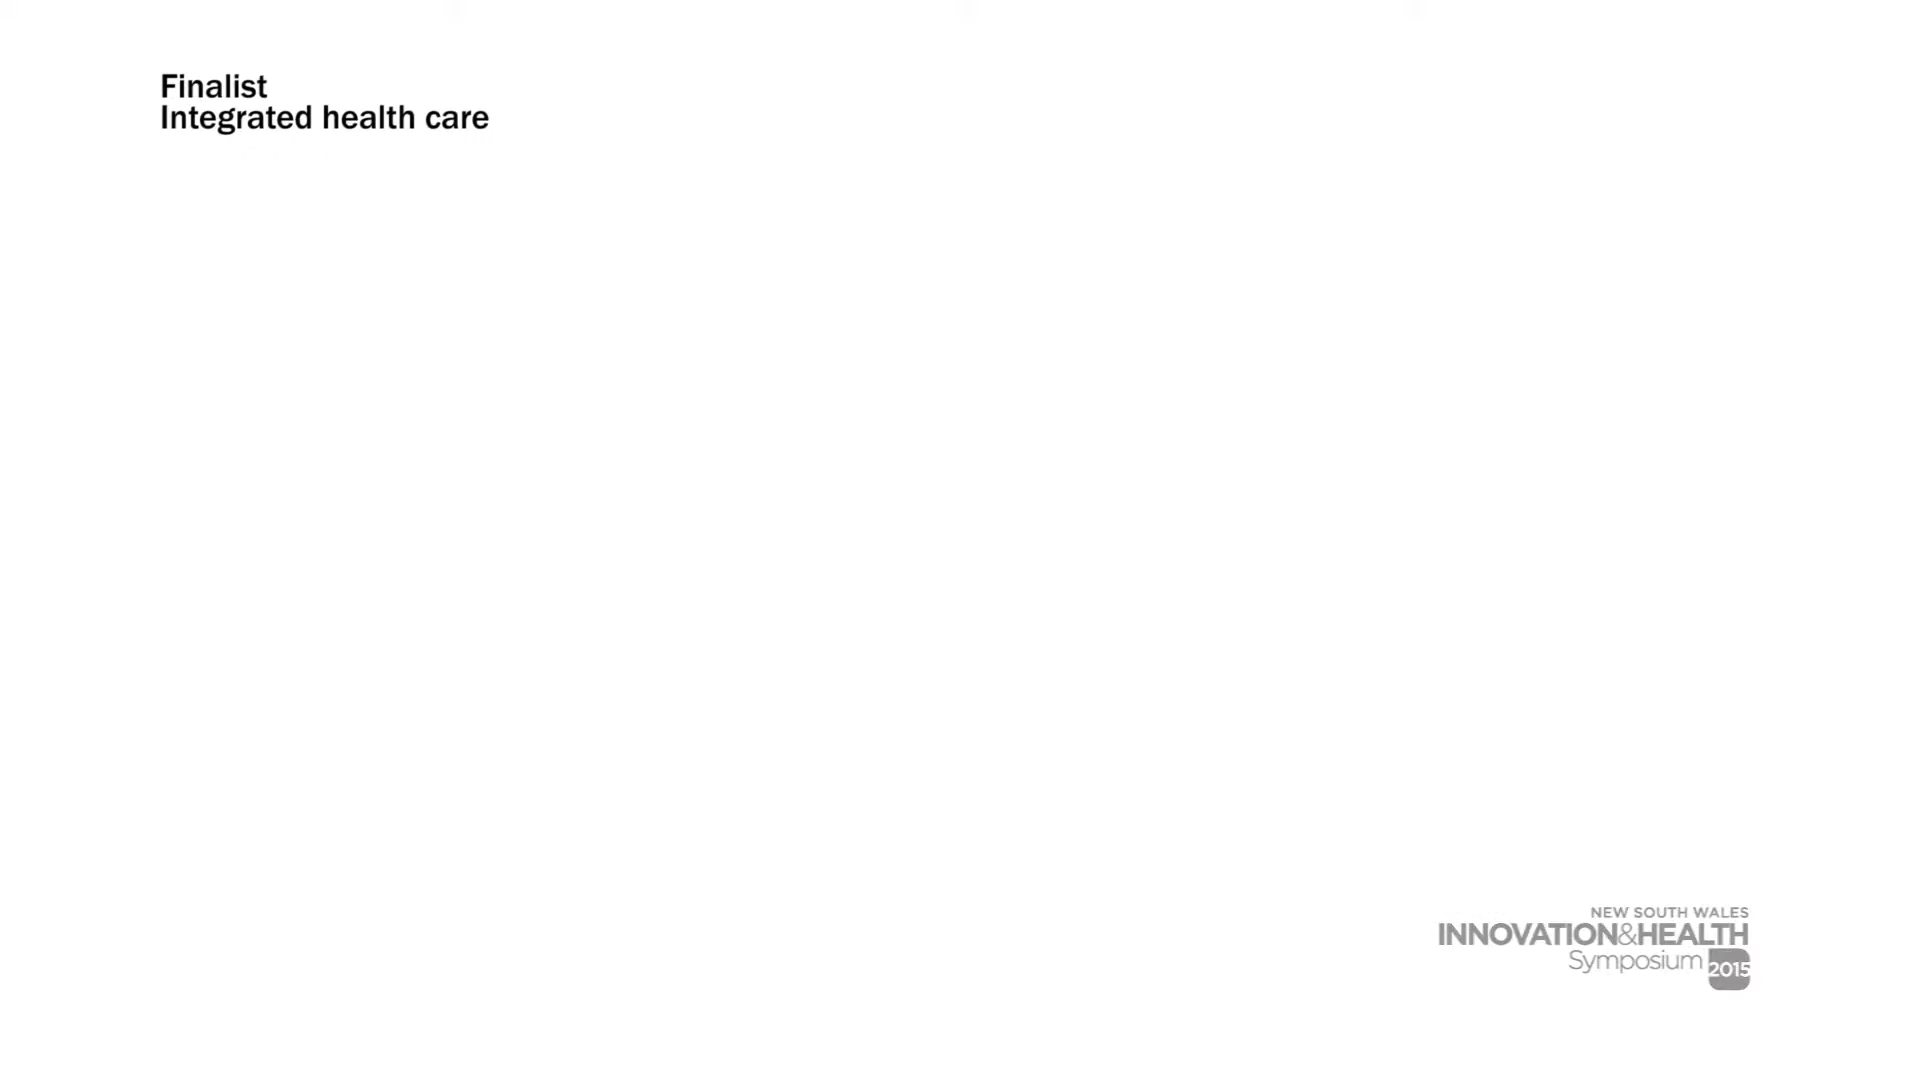 Finalist
Integrated health care
NEW SOUTH WALES
INNOVATION&HEALTH
Symposium 2015